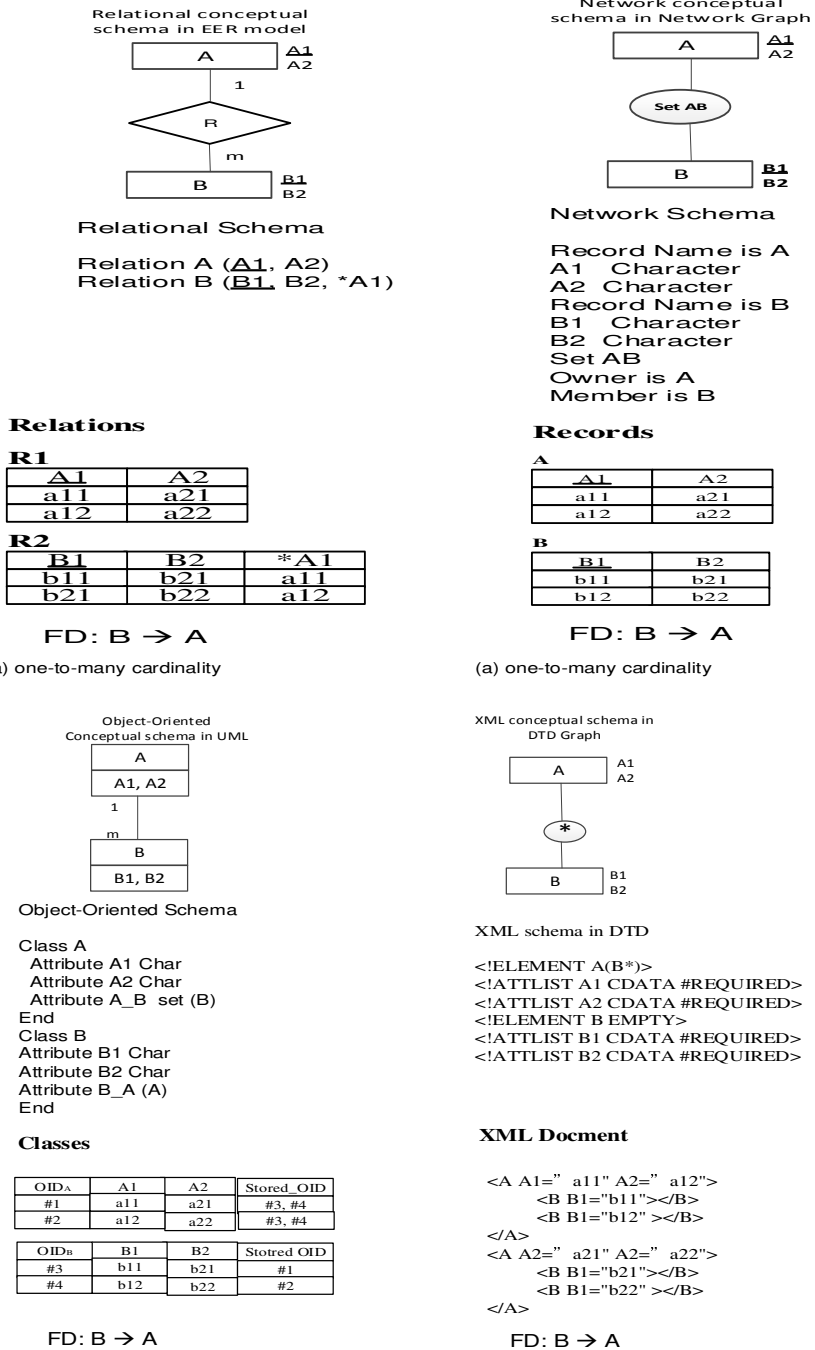 Relational conceptual
schema in EER model
A
A1
A2
1
R
m
B
B1
B2
Relational Schema
Relation A (A1, A2)
Relation B (B1, B2, *A1)
Relations
R1
A1 A2
a11 a21
a12 a22
R2
B1 B2 *A1
b11 b21 a11
b21 b22 a12
FD: B → A
) one-to-many cardinality
Network conceptual
schema in Network Graph
A
A1
A2
Set AB
B
B1
B2
Network Schema
Record Name is A
A1 Character
A2 Character
Record Name is B
B1 Character
B2 Character
Set AB
Owner is A
Member is B
Records
A
A1 A2
a11 a21
a12 a22
B
B1 B2
b11 b21
b12 b22
FD: B → A
(a) one-to-many cardinality
Object-Oriented
Conceptual schema in UML
A
A1, A2
1
m
B
B1, B2
Object-Oriented Schema
Class A
Attribute A1 Char
Attribute A2 Char
Attribute A_B set (B)
End
Class B
Attribute B1 Char
Attribute B2 Char
Attribute B_A (A)
End
Classes
OIDA A1 A2 Stored_OID
#1 a11 a21 #3, #4
#2 a12 a22 #3, #4
OIDB B1 B2 Stotred OID
#3 b11 b21 #1
#4 b12 b22 #2
FD: B → A
XML conceptual schema in
DTD Graph
A
A1
A2
*
B
B1
B2
XML schema in DTD
<!ELEMENT A(B*)>
<!ATTLIST A1 CDATA #REQUIRED>
<!ATTLIST A2 CDATA #REQUIRED>
<!ELEMENT B EMPTY>
<!ATTLIST B1 CDATA #REQUIRED>
<!ATTLIST B2 CDATA #REQUIRED>
XML Docment
<A A1=” a11" A2=” a12">
<B B1="b11"></B>
<B B1="b12" ></B>
</A>
<A A2=” a21" A2=” a22">
<B B1="b21"></B>
<B B1="b22" ></B>
</A>
FD: B → A